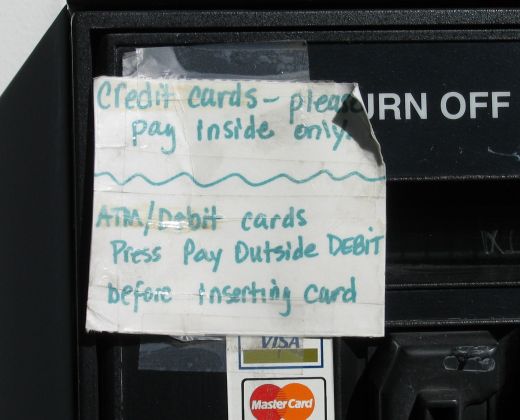 Credit cards - please
pay inside only.
URN OFF
ATM/Debit cards
Press Pay Outside DEBIT
before inserting card
VISA
MasterCard